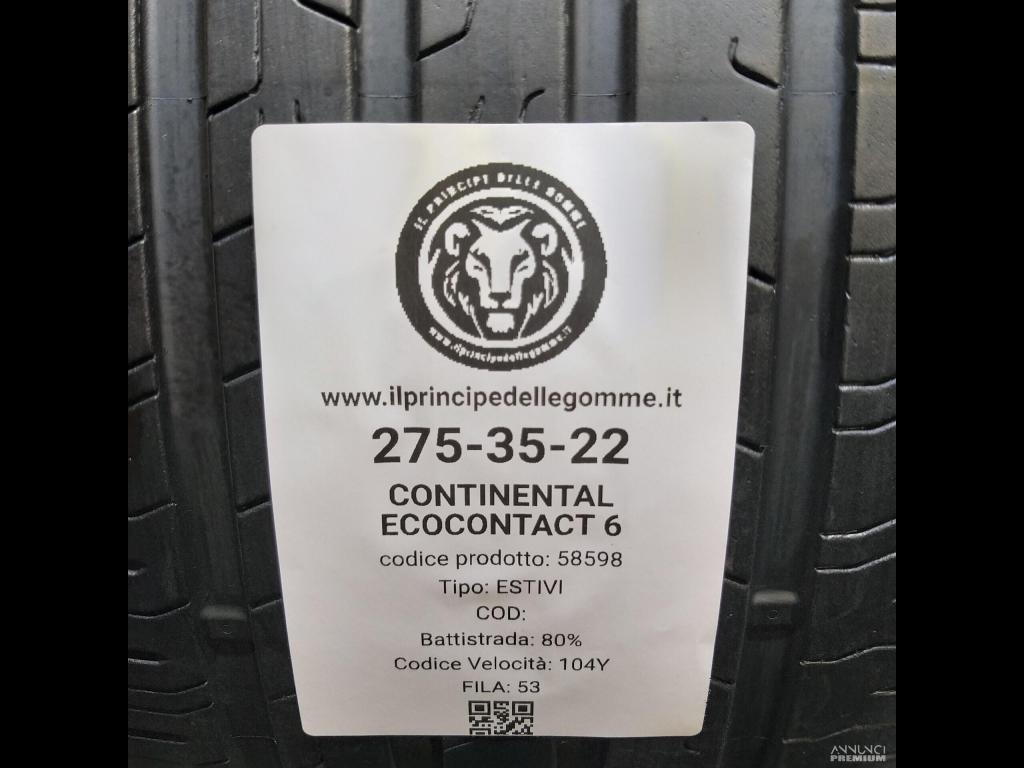 IL PRINCIPE DELLE GOMME
www.ilprincipedellegomme.it
www.ilprincipedellegomme.it
275-35-22
CONTINENTAL
ECOCONTACT 6
codice prodotto: 58598
Tipo: ESTIVI
COD:
Battistrada: 80%
Codice Velocità: 104Y
FILA: 53
ANNUNCI
PREMIUM